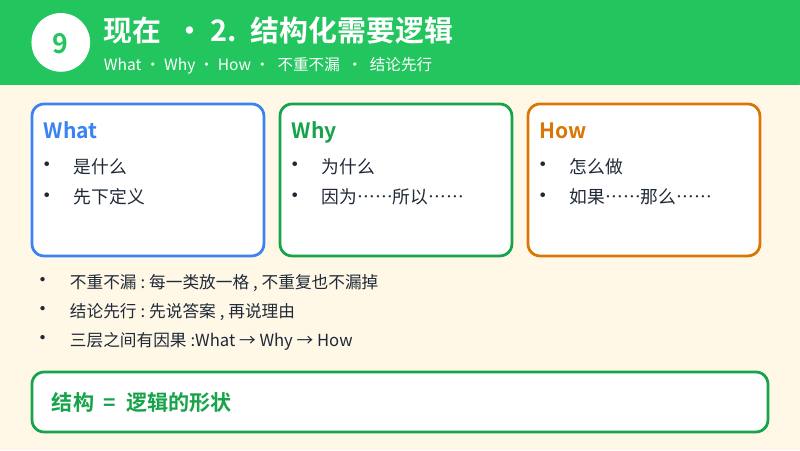 9
现在 · 2. 结构化需要逻辑
What · Why · How · 不重不漏 · 结论先行
What
• 是什么
• 先下定义
Why
• 为什么
• 因为……所以……
How
• 怎么做
• 如果……那么……
• 不重不漏 : 每一类放一格 , 不重复也不漏掉
• 结论先行 : 先说答案 , 再说理由
• 三层之间有因果 :What → Why → How
结构 = 逻辑的形状